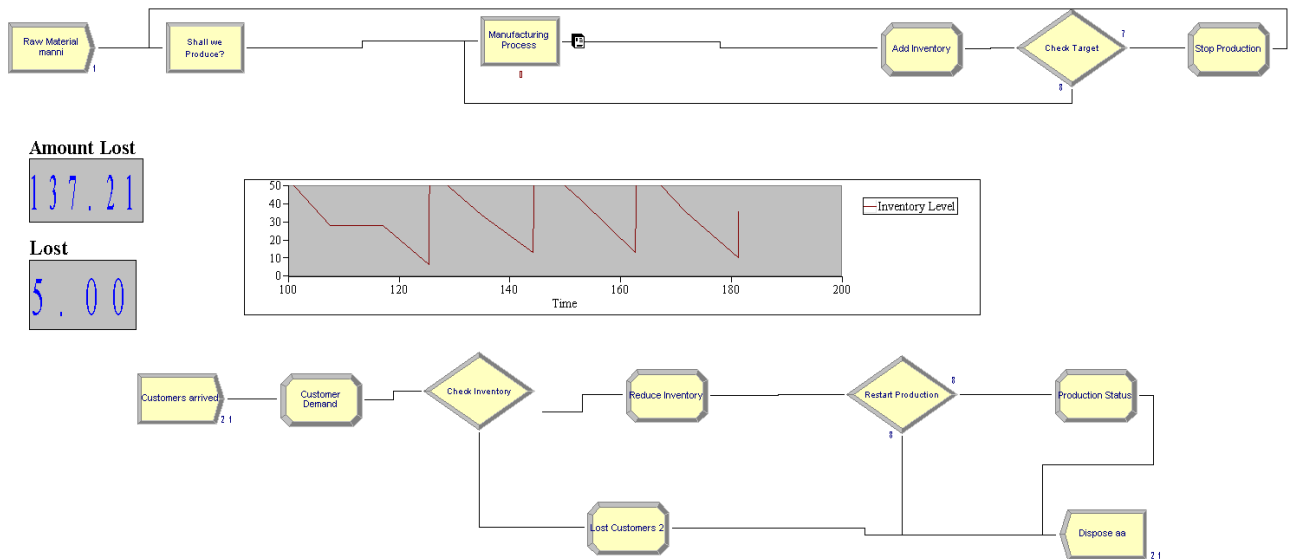 Raw Material
manni
1
Shall we
Produce?
Manufacturing
Process
0
Add Inventory
Check Target
7
8
Stop Production
Amount Lost
137.21
Lost
5.00
50
40
30
20
10
0
100
120
140
160
180
200
Time
Inventory Level
Customers arrived
21
Customer
Demand
Check Inventory
Reduce Inventory
Restart Production
8
8
Production Status
Lost Customers 2
Dispose aa
21